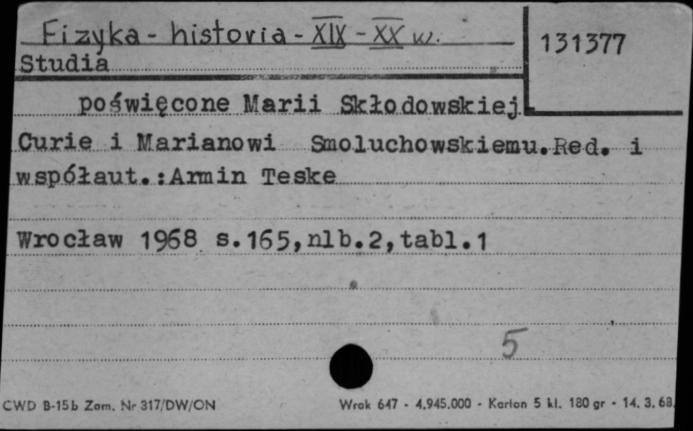 Fizyka - historia - XIX - XX w.
131377
Studia
poświęcone Marii Skłodowskiej
Curie i Marianowi Smoluchowskiemu.Red. i
współaut.:Armin Teske
Wrocław 1968 s.165,nlb.2,tabl.1
5
CWD B-15b Zam. Nr 317/DW/ON
Wrok 647 - 4.945.000 - Karton 5 kl. 180 gr - 14. 3. 68.